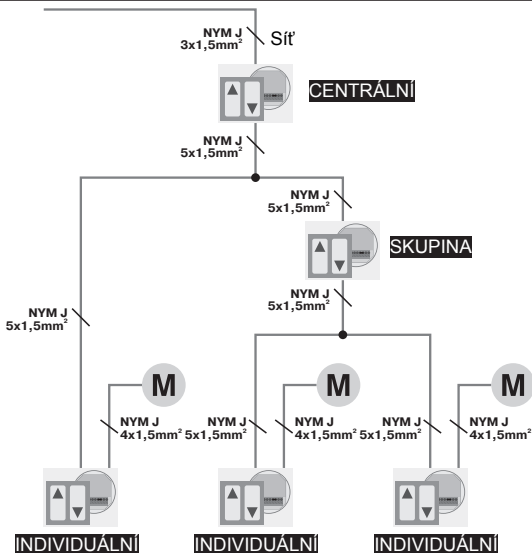 NYM J
3x1,5mm²
Síť
CENTRÁLNÍ
NYM J
5x1,5mm²
NYM J
5x1,5mm²
SKUPINA
NYM J
5x1,5mm²
NYM J
5x1,5mm²
M
M
M
NYM J
4x1,5mm²
NYM J
5x1,5mm²
NYM J
4x1,5mm²
NYM J
5x1,5mm²
NYM J
4x1,5mm²
INDIVIDUÁLNÍ
INDIVIDUÁLNÍ
INDIVIDUÁLNÍ